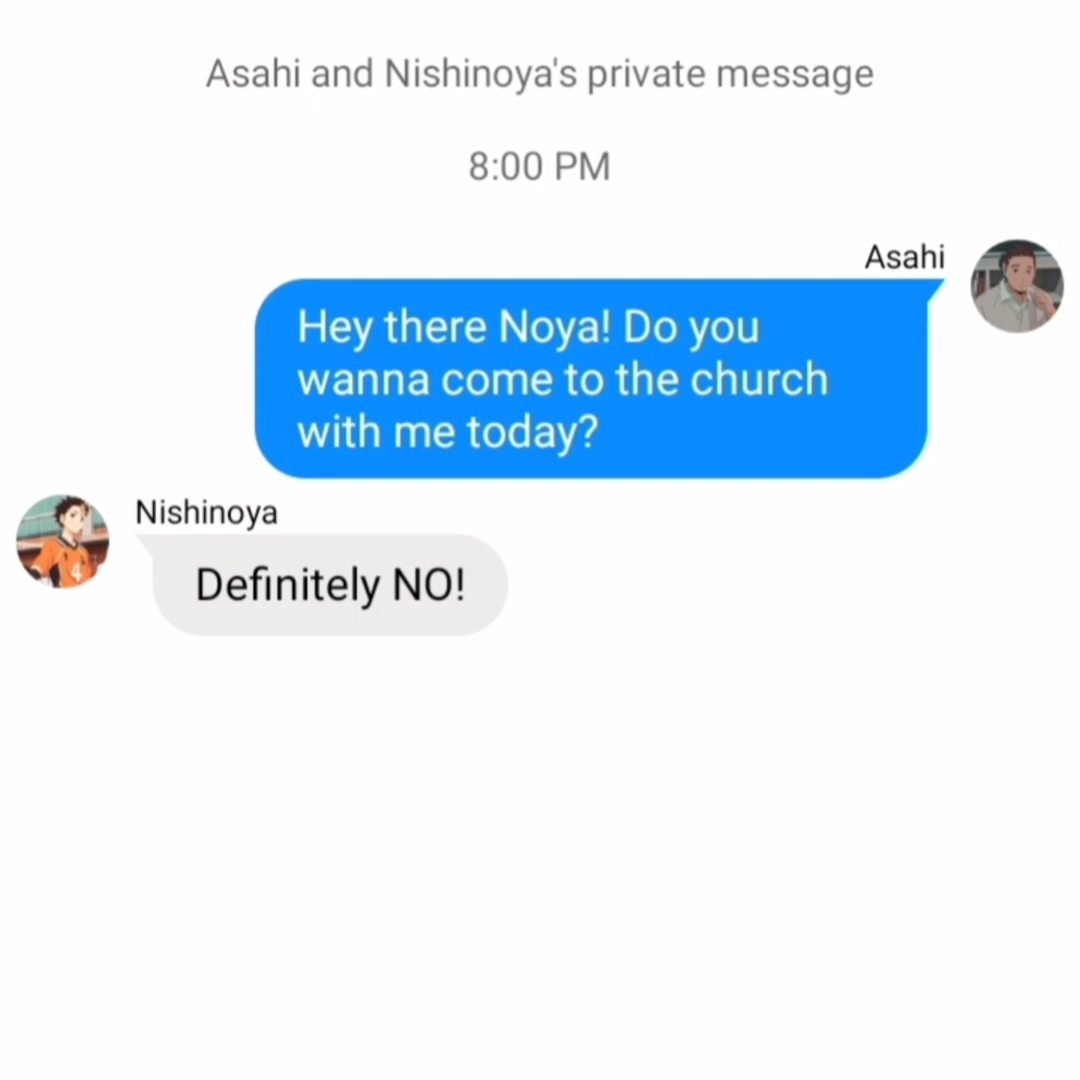 Asahi and Nishinoya's private message
8:00 PM
Asahi
Hey there Noya! Do you
wanna come to the church
with me today?
Nishinoya
Definitely NO!
4